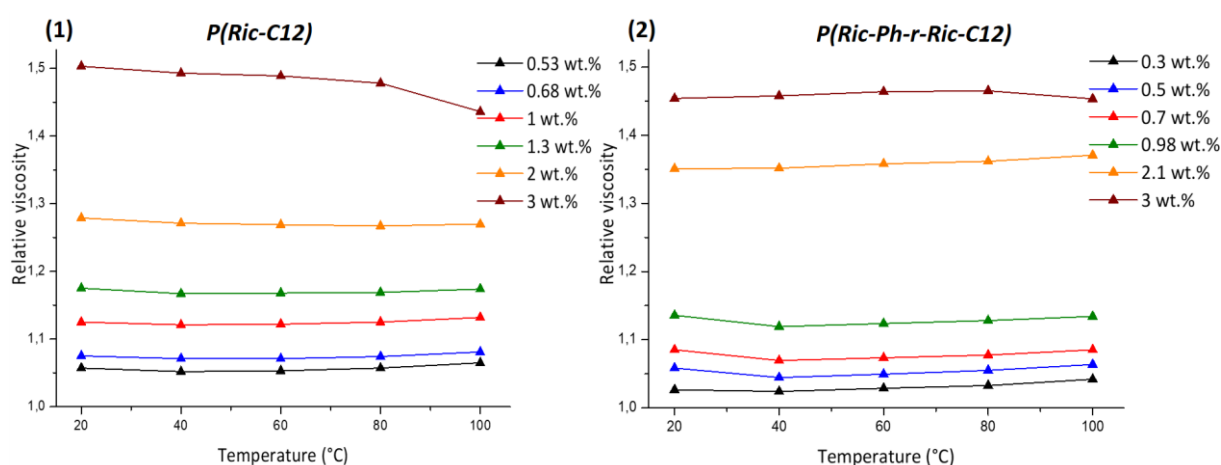 (1)
P(Ric-C12)
Relative viscosity
1,5
1,4
1,3
1,2
1,1
1,0
20
40
60
80
100
Temperature (°C)
0.53 wt.%
0.68 wt.%
1 wt.%
1.3 wt.%
2 wt.%
3 wt.%
(2)
P(Ric-Ph-r-Ric-C12)
Relative viscosity
1,5
1,4
1,3
1,2
1,1
1,0
20
40
60
80
100
Temperature (°C)
0.3 wt.%
0.5 wt.%
0.7 wt.%
0.98 wt.%
2.1 wt.%
3 wt.%